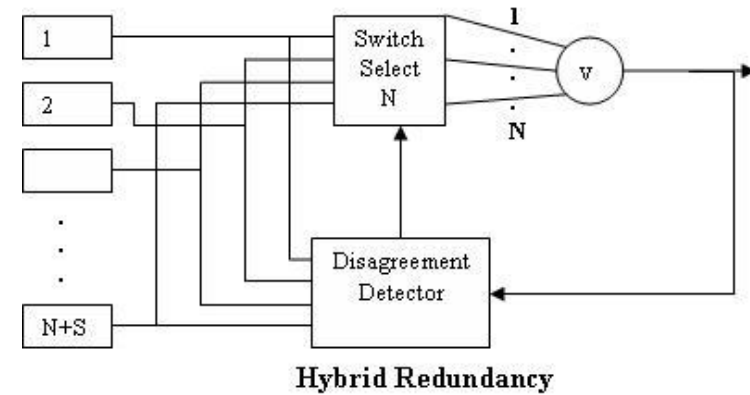 1
2
N+S
Switch
Select
N
1
N
V
Disagreement
Detector
Hybrid Redundancy